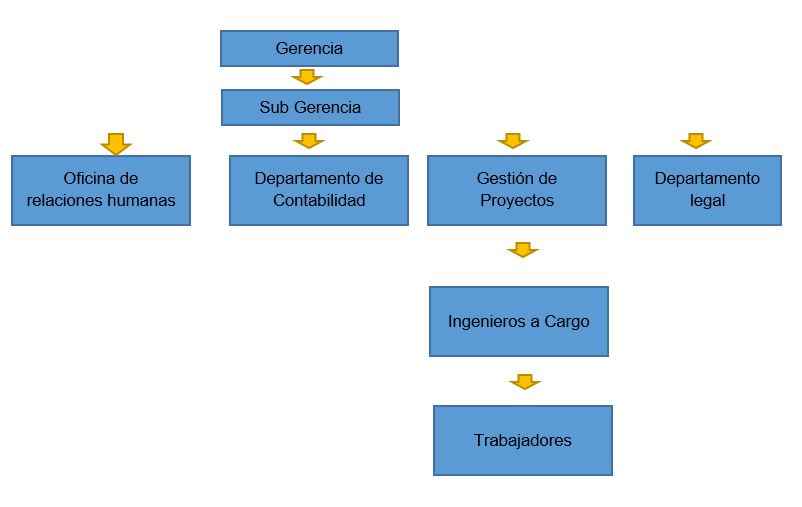 Gerencia
Sub Gerencia
Oficina de
relaciones humanas
Departamento de
Contabilidad
Gestión de
Proyectos
Departamento
legal
Ingenieros a Cargo
Trabajadores